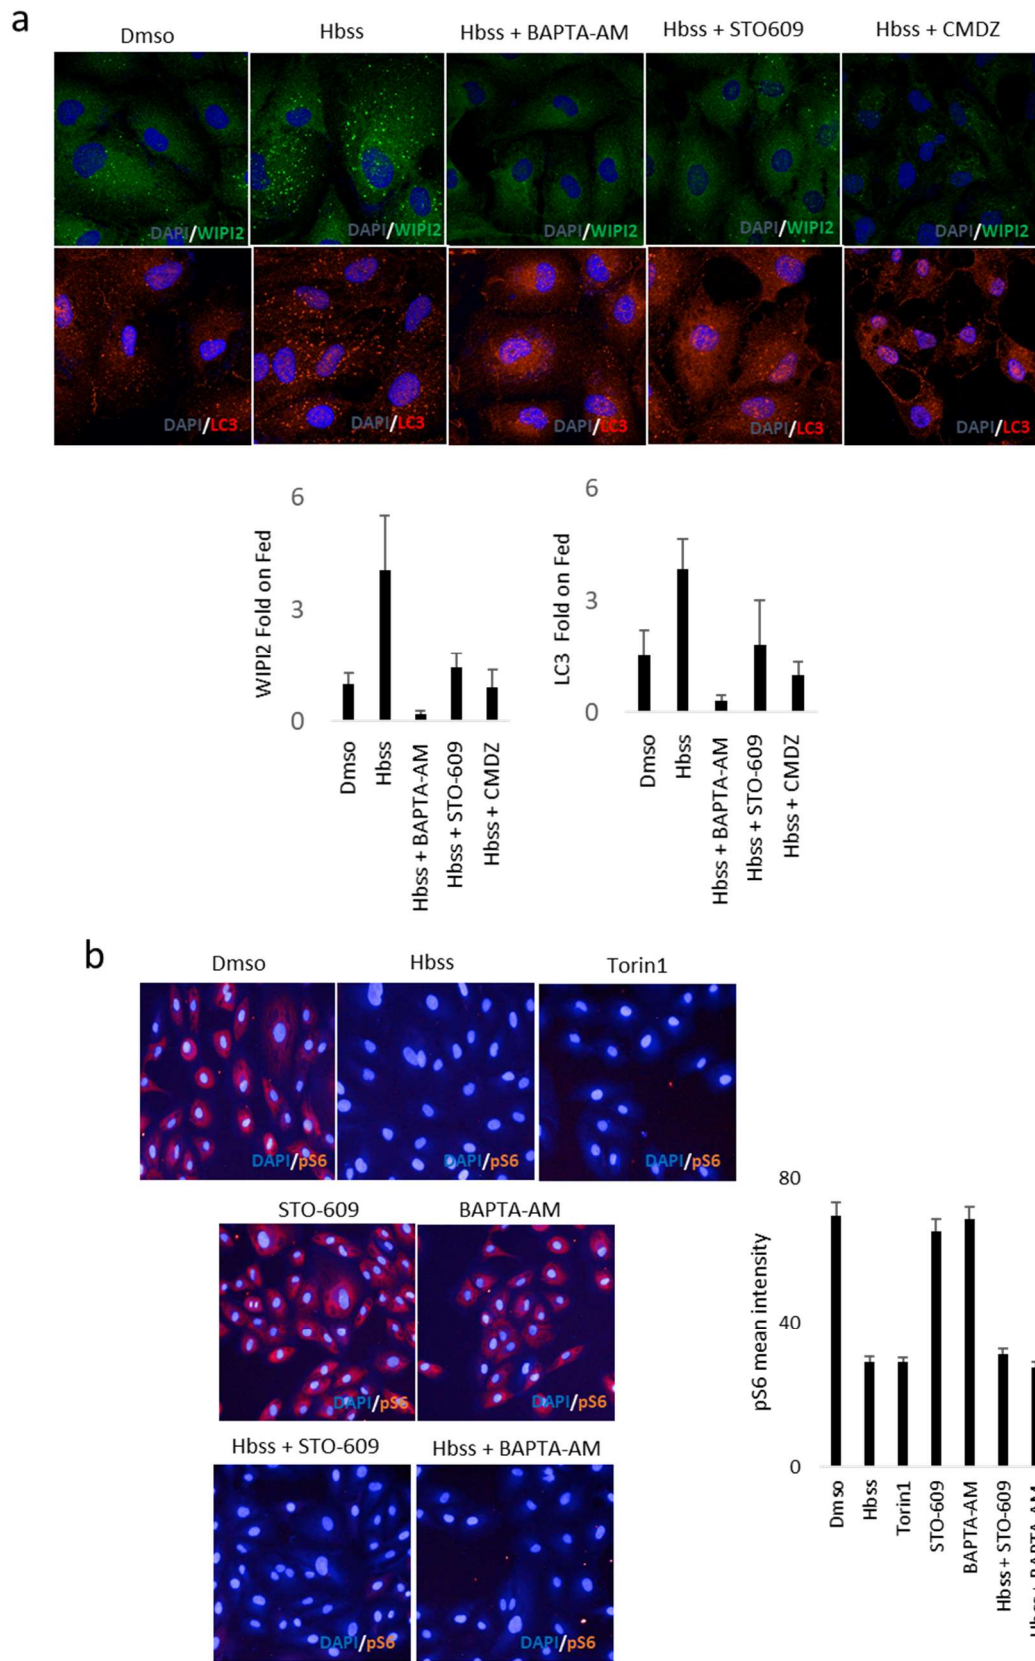 a
Dmso
Hbss
Hbss + BAPTA-AM
Hbss + STO609
Hbss + CMDZ
DAPI/WIPI2
DAPI/WIPI2
DAPI/WIPI2
DAPI/WIPI2
DAPI/WIPI2
DAPI/LC3
DAPI/LC3
DAPI/LC3
DAPI/LC3
DAPI/LC3
WIPI2 Fold on Fed
6
3
0
Dmso
Hbss
Hbss + BAPTA-AM
Hbss + STO-609
Hbss + CMDZ
LC3 Fold on Fed
6
3
0
Dmso
Hbss
Hbss + BAPTA-AM
Hbss + STO-609
Hbss + CMDZ
b
Dmso
Hbss
Torin1
DAPI/pS6
DAPI/pS6
DAPI/pS6
STO-609
BAPTA-AM
DAPI/pS6
DAPI/pS6
Hbss + STO-609
Hbss + BAPTA-AM
DAPI/pS6
DAPI/pS6
pS6 mean intensity
80
40
0
Dmso
Hbss
Torin1
STO-609
BAPTA-AM
Hbss + STO-609
Hbss + BAPTA-AM